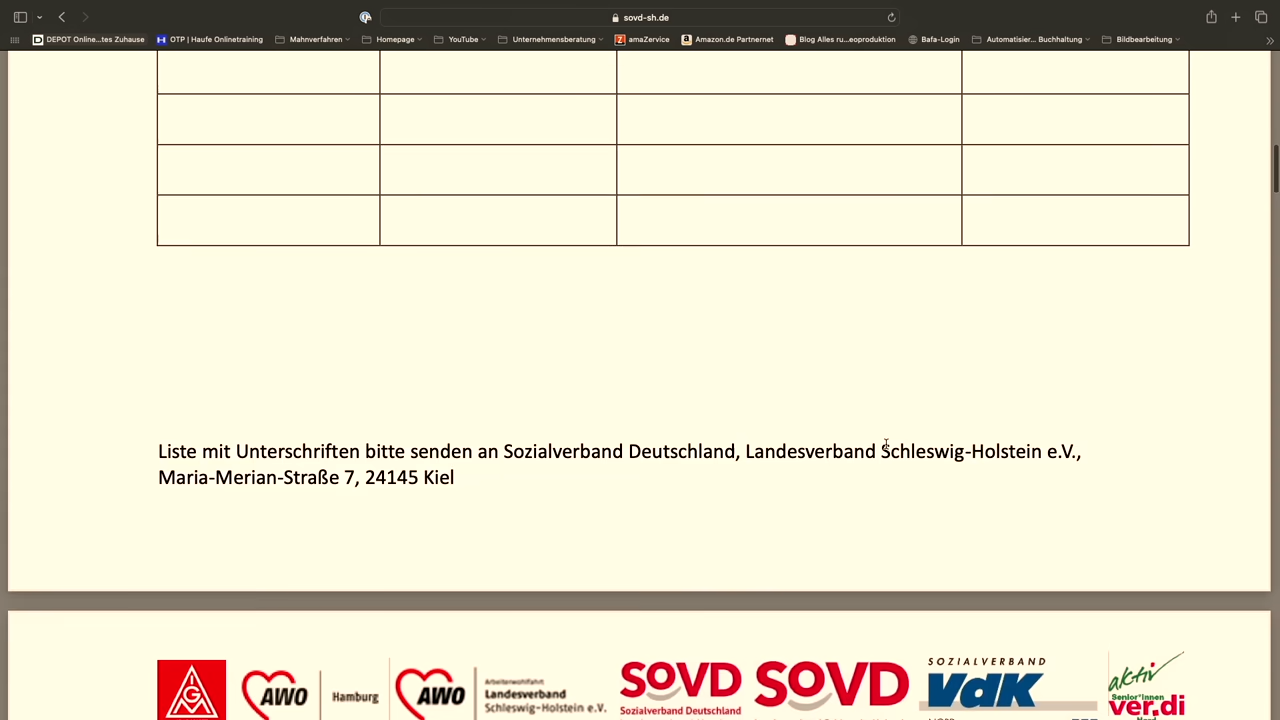 sovd-sh.de
DEPOT Online...tes Zuhause
OTP | Haufe Onlinetraining
Mahnverfahren
Homepage
YouTube
Unternehmensberatung
amaZervice
Amazon.de Partnernet
Blog Alles ru...eoproduktion
Bafa-Login
Automatisier... Buchhaltung
Bildbearbeitung
Liste mit Unterschriften bitte senden an Sozialverband Deutschland, Landesverband Schleswig-Holstein e.V.,
Maria-Merian-Straße 7, 24145 Kiel
IG
AWO
Hamburg
AWO
Arbeiterwohlfahrt
Landesverband
Schleswig-Holstein e.V.
SOVD
Sozialverband Deutschland
SOVD
SOZIALVERBAND
VdK
aktiv
Senior*innen
ver.di